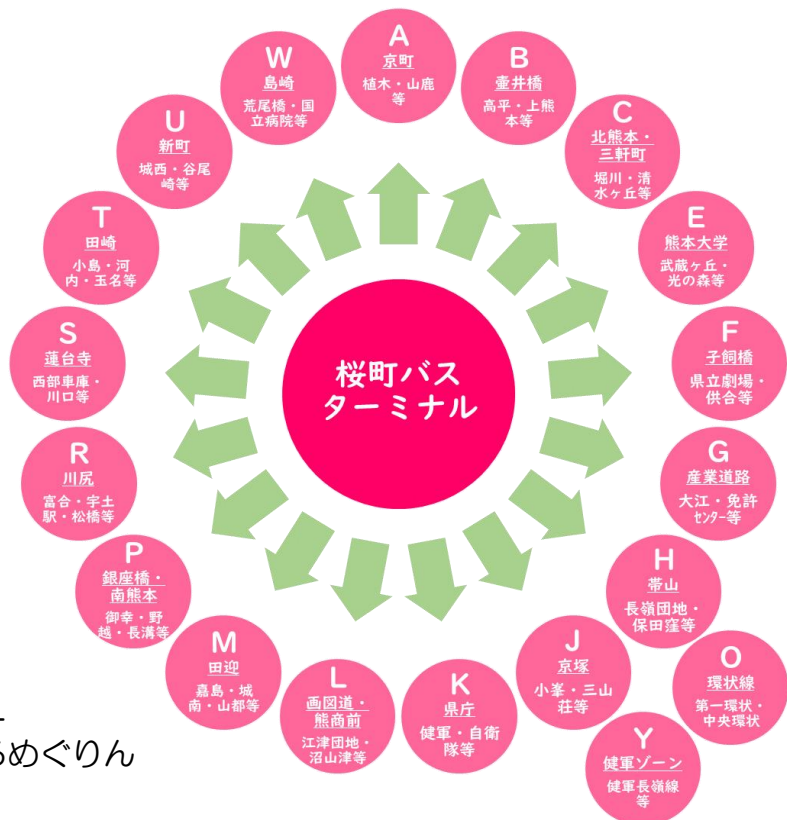 A
京町
植木・山鹿
等
B
壷井橋
高平・上熊
本等
C
北熊本・
三軒町
堀川・清
水ヶ丘等
E
熊本大学
武蔵ヶ丘・
光の森等
F
子飼橋
県立劇場・
供合等
G
産業道路
大江・免許
センター等
H
帯山
長嶺団地・
保田窪等
O
環状線
第一環状・
中央環状
J
京塚
小峯・三山
荘等
Y
健軍ゾーン
健軍長嶺線
等
K
県庁
健軍・自衛
隊等
L
画図道・
熊商前
江津団地・
沼山津等
M
田迎
嘉島・城
南・山都等
P
銀座橋・
南熊本
御幸・野
越・長溝等
R
川尻
富合・宇土
駅・松橋等
S
蓮台寺
西部車庫・
川口等
T
田崎
小島・河
内・玉名等
U
新町
城西・谷尾
崎等
W
島崎
荒尾橋・国
立病院等
桜町バス
ターミナル
るめぐりん